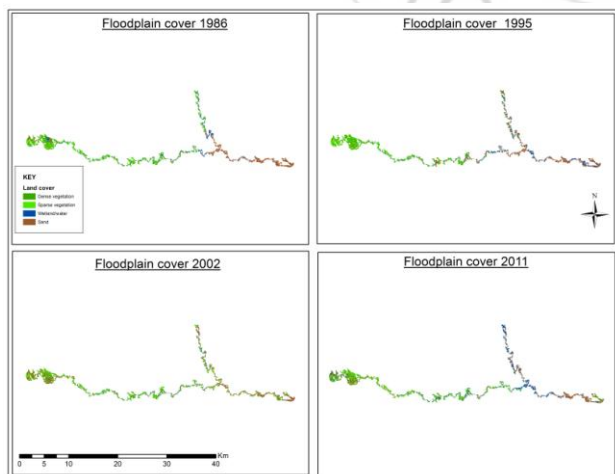 Floodplain cover 1986
Floodplain cover 1995
KEY
Land cover
Dense vegetation
Sparse vegetation
Wetland/water
Sand
N
Floodplain cover 2002
Floodplain cover 2011
Km
0 5 10 20 30 40